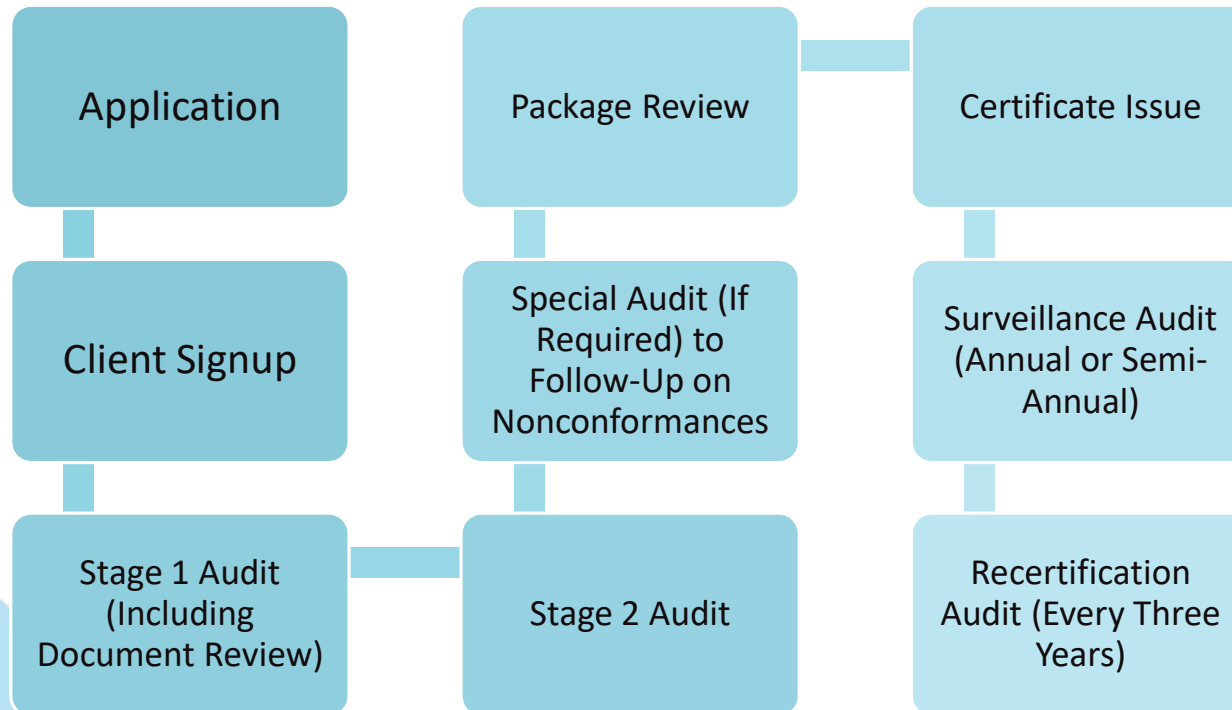 Application
Client Signup
Stage 1 Audit
(Including
Document Review)
Stage 2 Audit
Special Audit (If
Required) to
Follow-Up on
Nonconformances
Package Review
Certificate Issue
Surveillance Audit
(Annual or Semi-
Annual)
Recertification
Audit (Every Three
Years)